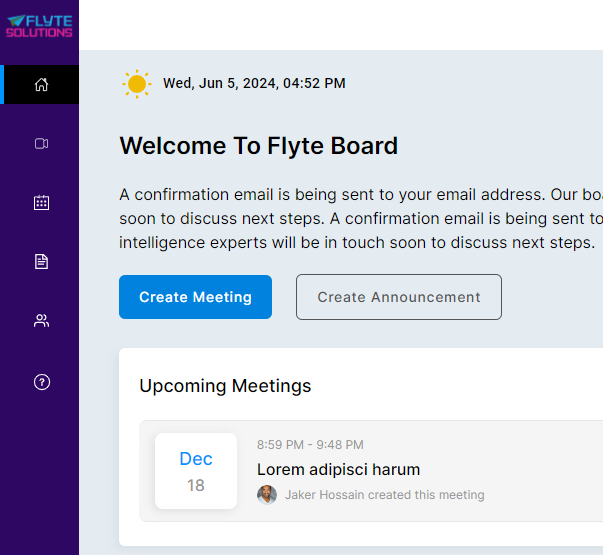 FLYTE
SOLUTIONS
Wed, Jun 5, 2024, 04:52 PM
Welcome To Flyte Board
A confirmation email is being sent to your email address. Our boa
soon to discuss next steps. A confirmation email is being sent to
intelligence experts will be in touch soon to discuss next steps.
Create Meeting
Create Announcement
Upcoming Meetings
Dec
18
8:59 PM - 9:48 PM
Lorem adipisci harum
Jaker Hossain created this meeting